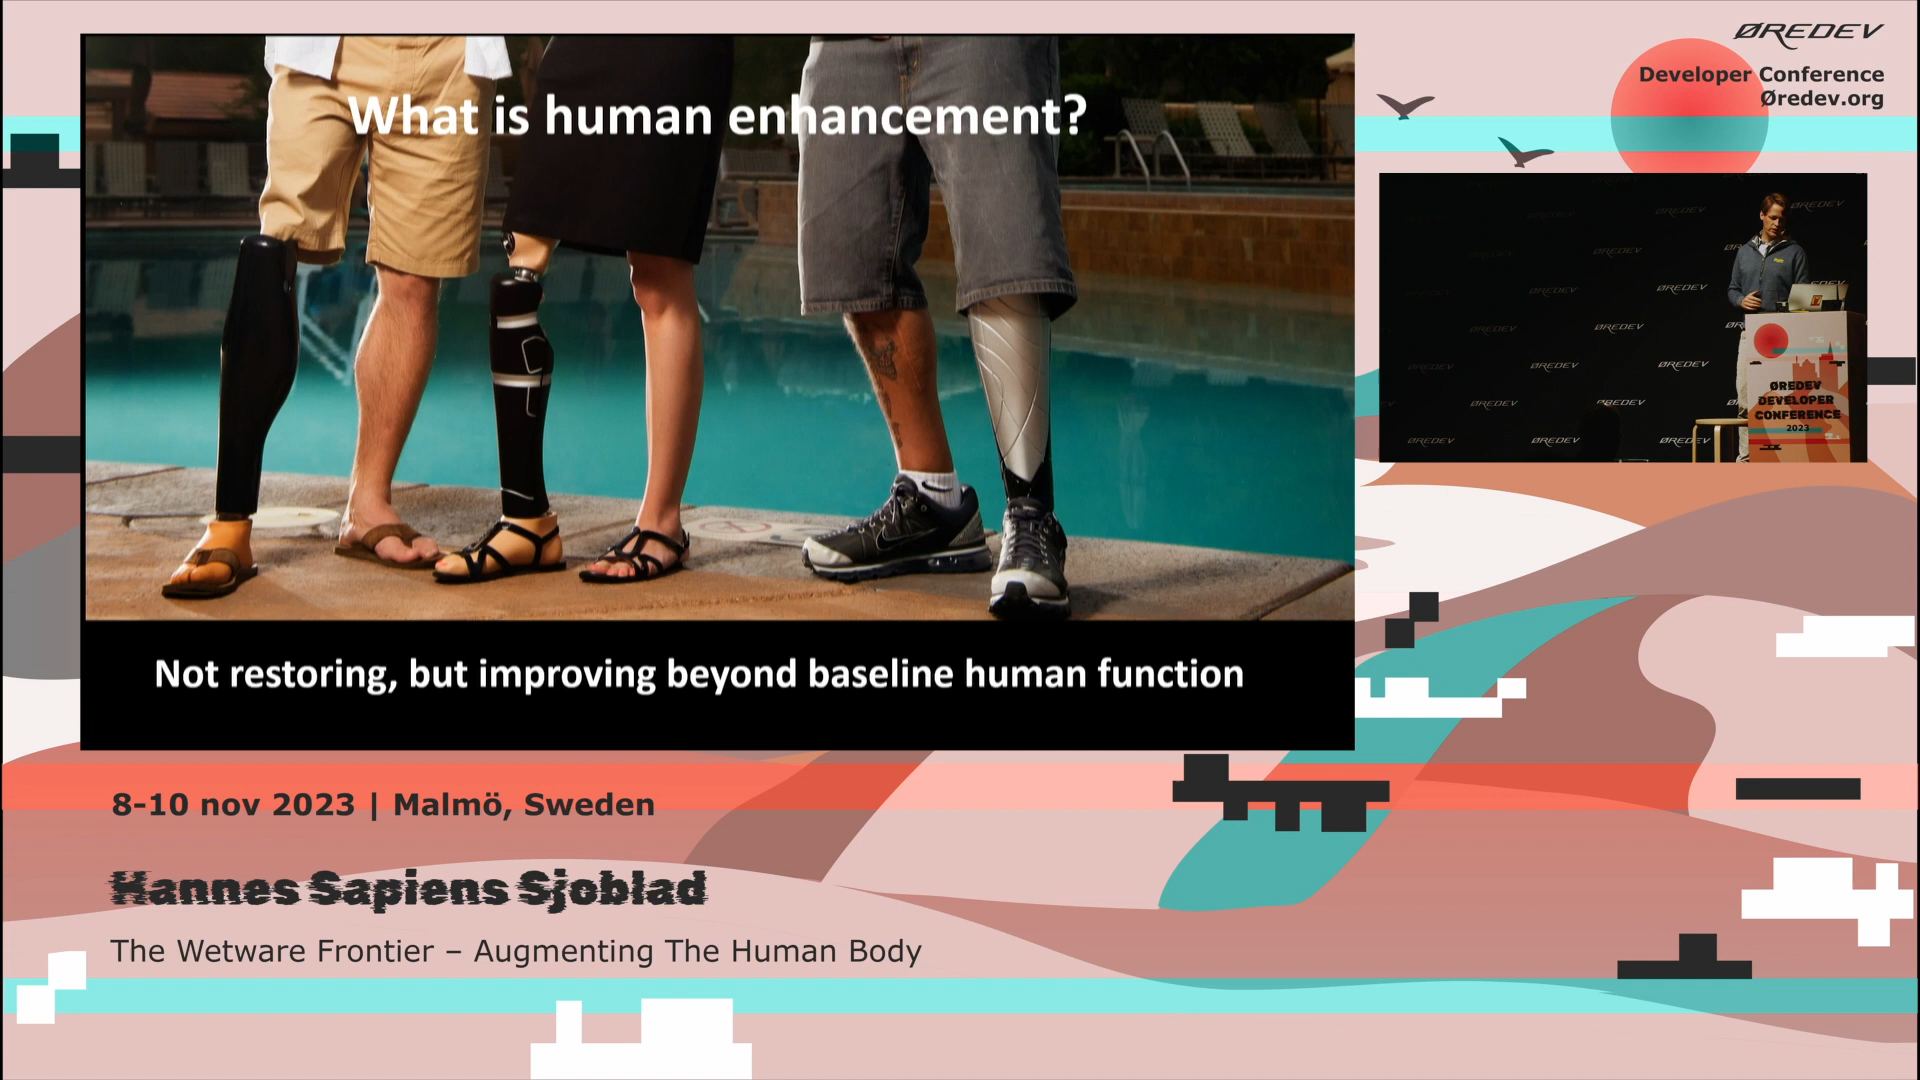 ØREDEV
Developer Conference
Øredev.org
What is human enhancement?
Not restoring, but improving beyond baseline human function
ØREDEV
DEVELOPER
CONFERENCE
2023
8-10 nov 2023 | Malmö, Sweden
Hannes Sapiens Sjoblad
The Wetware Frontier – Augmenting The Human Body